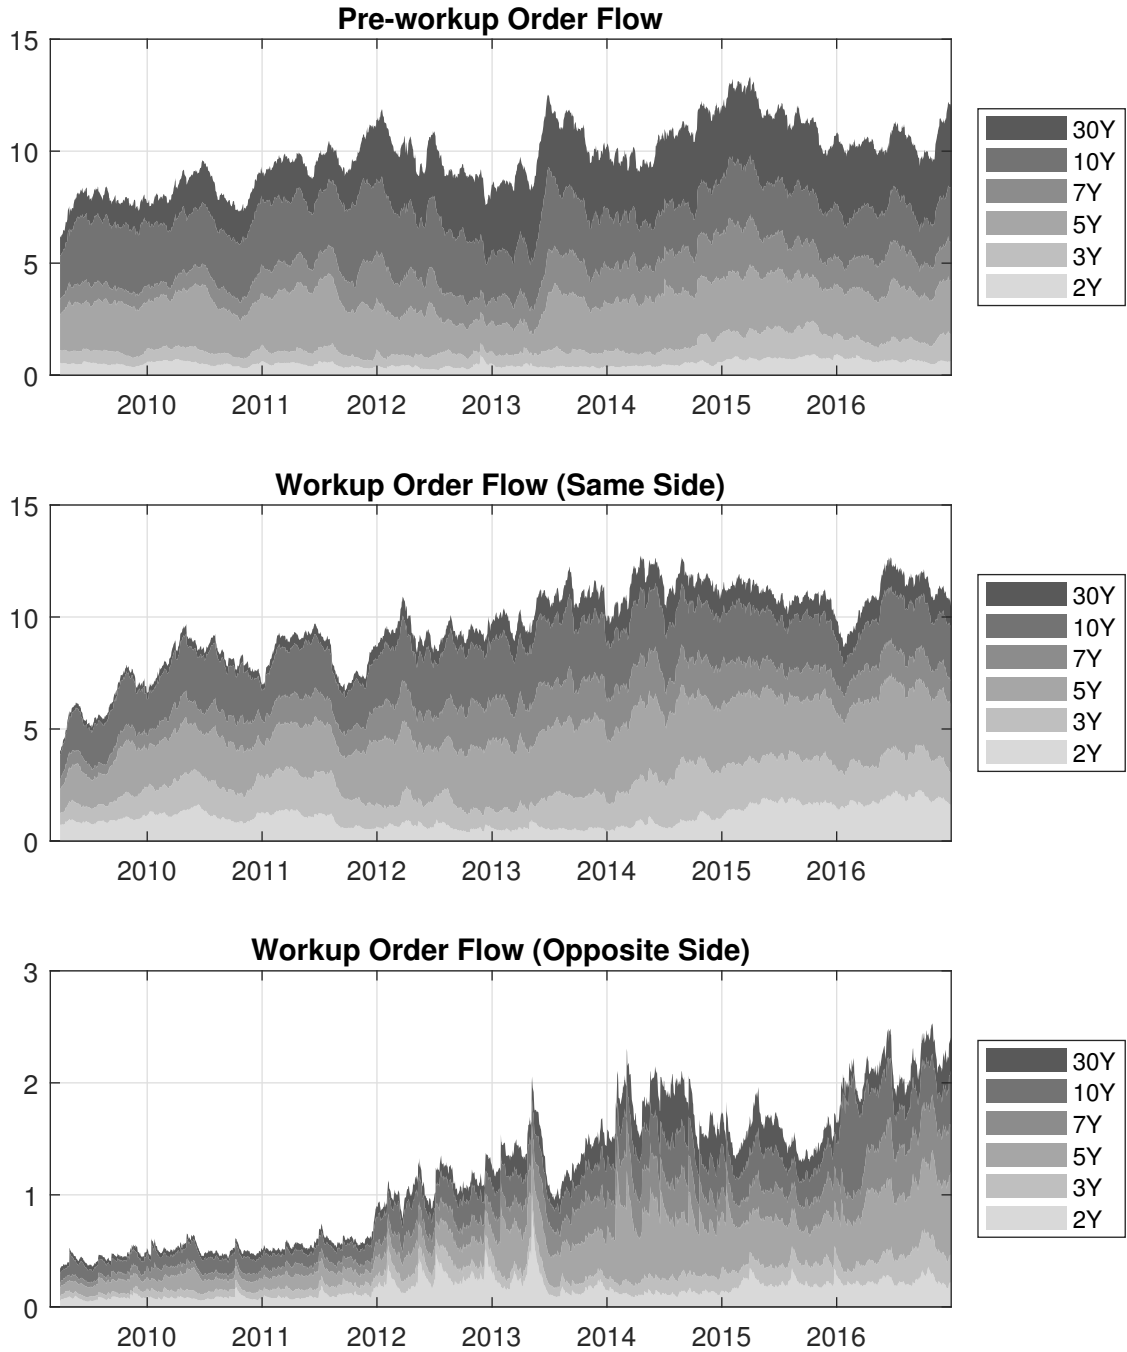 Pre-workup Order Flow
15
10
5
0
2010 2011 2012 2013 2014 2015 2016
30Y
10Y
7Y
5Y
3Y
2Y
Workup Order Flow (Same Side)
15
10
5
0
2010 2011 2012 2013 2014 2015 2016
30Y
10Y
7Y
5Y
3Y
2Y
Workup Order Flow (Opposite Side)
3
2
1
0
2010 2011 2012 2013 2014 2015 2016
30Y
10Y
7Y
5Y
3Y
2Y